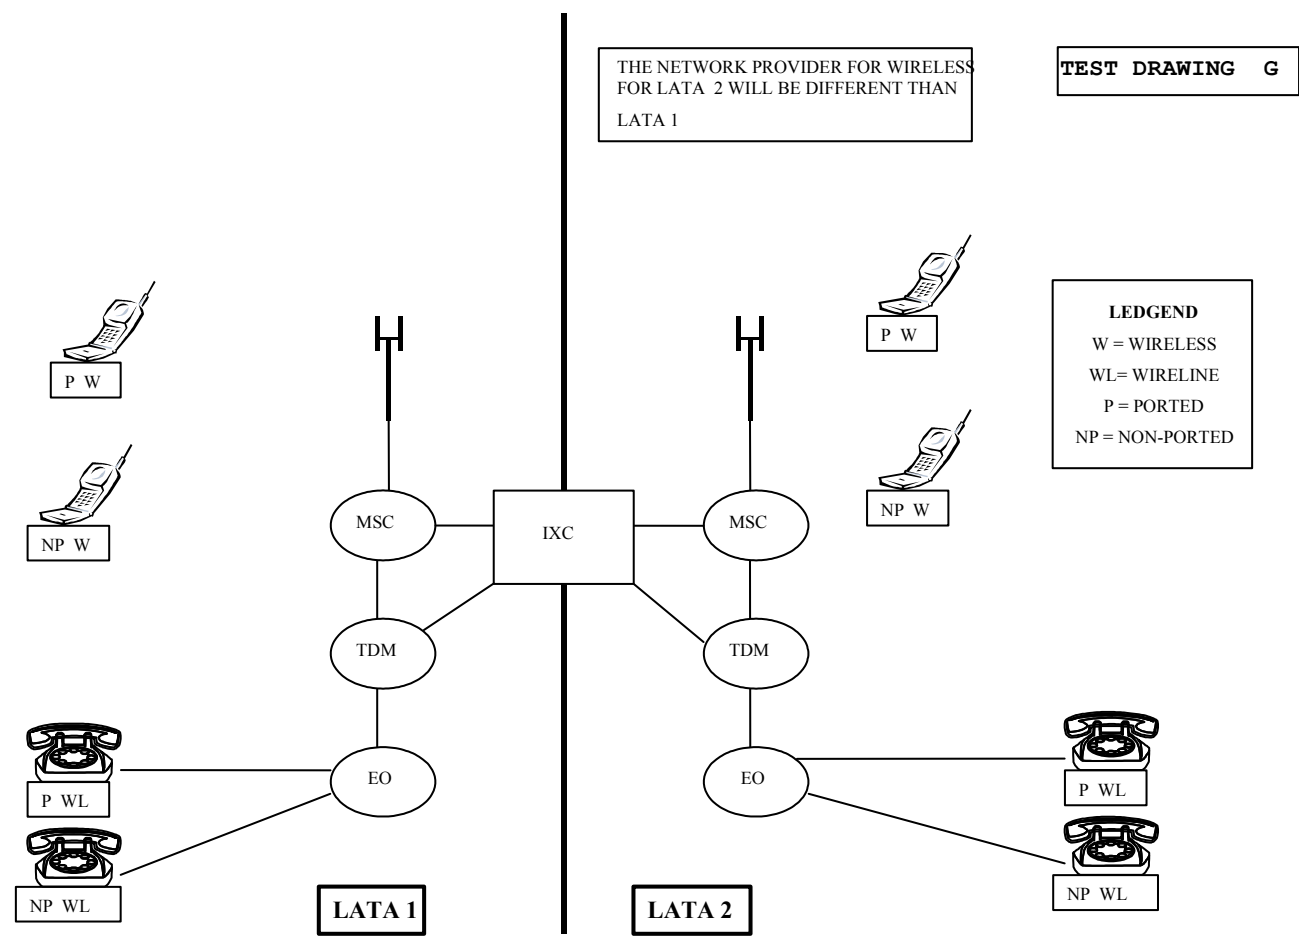 THE NETWORK PROVIDER FOR WIRELESS
FOR LATA 2 WILL BE DIFFERENT THAN
LATA 1
TEST DRAWING G
P W
P W
LEDGEND
W = WIRELESS
WL= WIRELINE
P = PORTED
NP = NON-PORTED
NP W
NP W
MSC
IXC
MSC
TDM
TDM
EO
EO
P WL
P WL
NP WL
NP WL
LATA 1
LATA 2